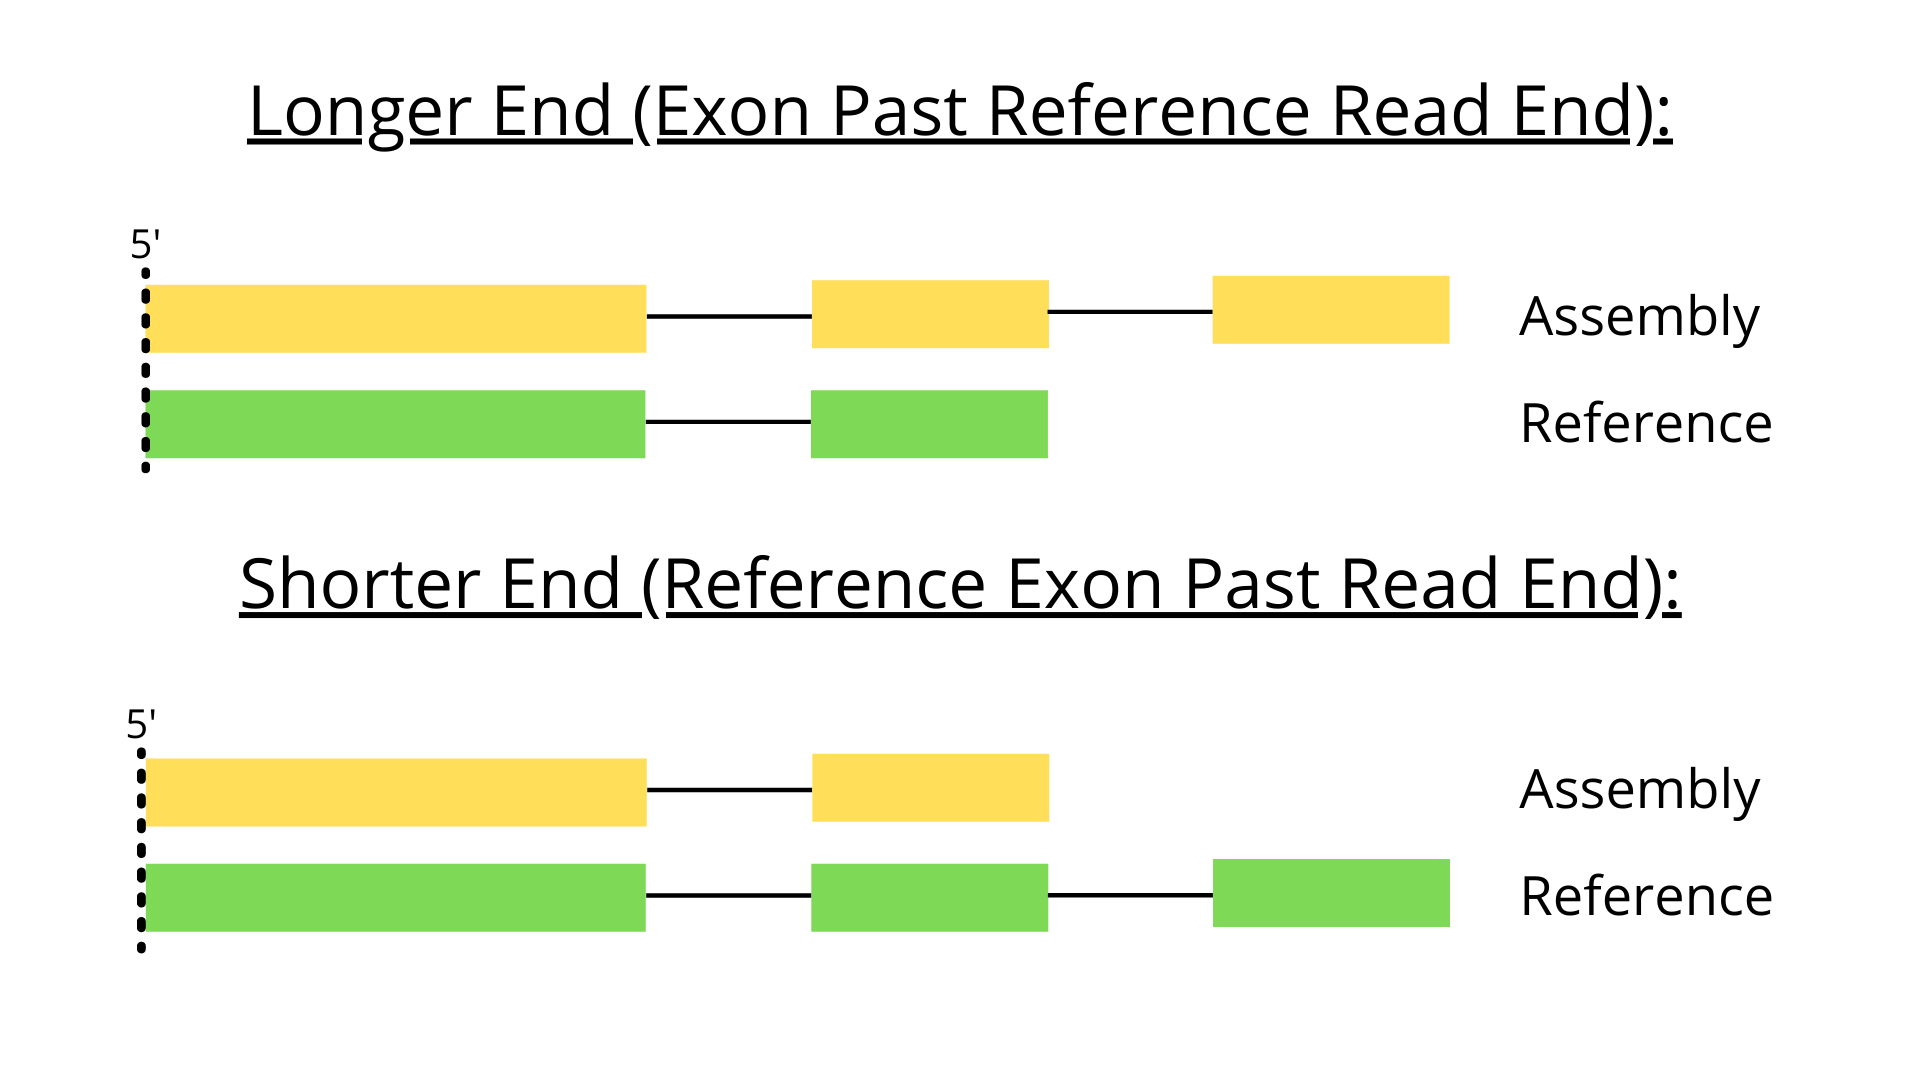 Longer End (Exon Past Reference Read End):
5'
Assembly
Reference
Shorter End (Reference Exon Past Read End):
5'
Assembly
Reference